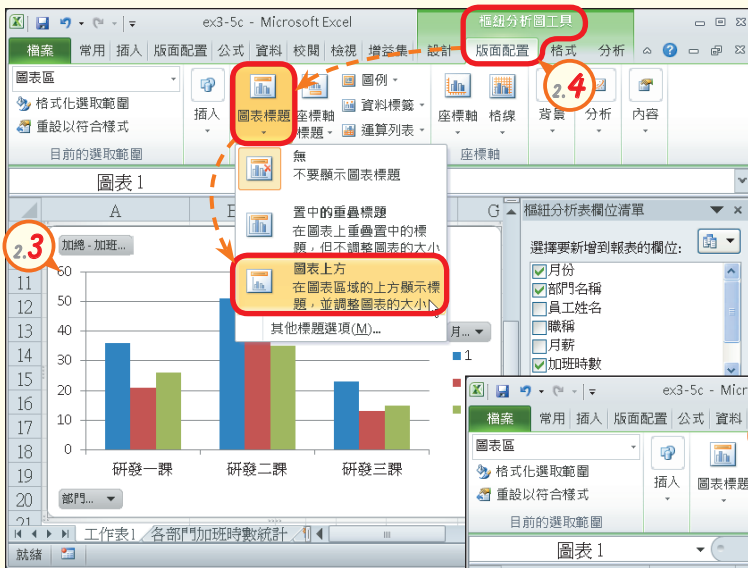 ex3-5c - Microsoft Excel
樞紐分析圖工具
檔案 常用 插入 版面配置 公式 資料 校閱 檢視 增益集 設計 版面配置 格式 分析
圖表區
格式化選取範圍
重設以符合樣式
目前的選取範圍
插入
圖表標題
座標軸
標題
圖例
資料標籤
運算列表
座標軸
格線
座標軸
背景
分析
內容
2.4
圖表 1
無
不要顯示圖表標題
置中的重疊標題
在圖表上重疊置中的標
題，但不調整圖表的大小
圖表上方
在圖表區域的上方顯示標
題，並調整圖表的大小
其他標題選項(M)...
A
G
2.3
11
12
13
14
15
16
17
18
19
20
21
加總 - 加班...
60
50
40
30
20
10
0
研發一課 研發二課 研發三課
部門...
月...
1
樞紐分析表欄位清單
選擇要新增到報表的欄位:
月份
部門名稱
員工姓名
職稱
月薪
加班時數
工作表1 各部門加班時數統計
就緒
ex3-5c - Micr
檔案 常用 插入 版面配置 公式 資料
圖表區
格式化選取範圍
重設以符合樣式
目前的選取範圍
插入
圖表標題
圖表 1